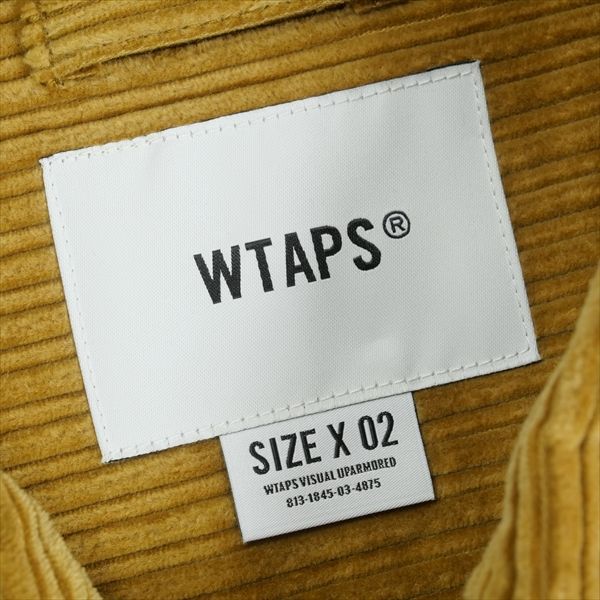 WTAPS®
SIZE X 02
WTAPS VISUAL UPARMORED
813-1845-03-4875